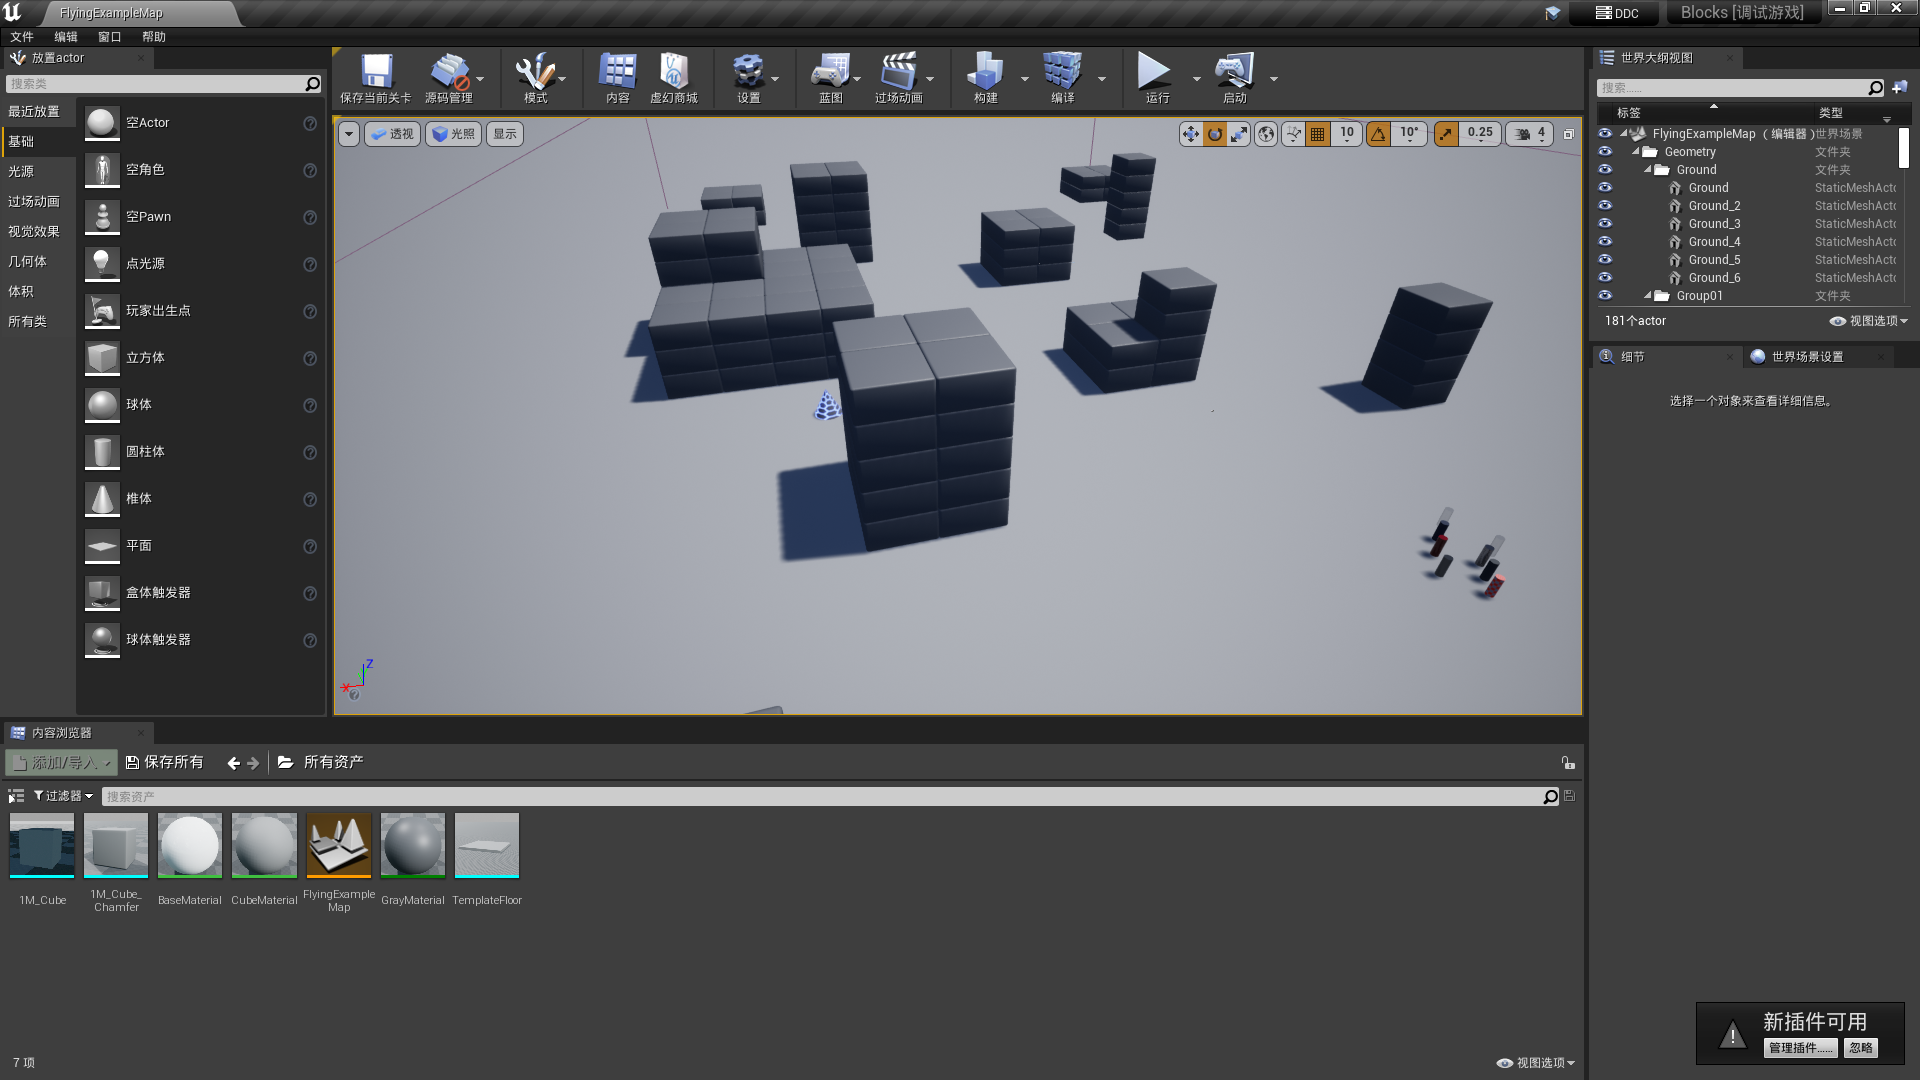 FlyingExampleMap
DDC
Blocks [调试游戏]
文件 编辑 窗口 帮助
放置actor
搜索类
最近放置
基础
光源
过场动画
视觉效果
几何体
体积
所有类
空Actor
空角色
空Pawn
点光源
玩家出生点
立方体
球体
圆柱体
椎体
平面
盒体触发器
球体触发器
保存当前关卡 源码管理 模式 内容 虚幻商城 设置 蓝图 过场动画 构建 编译 运行 启动
透视 光照 显示
10 10° 0.25 4
Z
X
世界大纲视图
搜索......
标签 类型
FlyingExampleMap （编辑器） 世界场景
Geometry 文件夹
Ground 文件夹
Ground StaticMeshActo
Ground_2 StaticMeshActo
Ground_3 StaticMeshActo
Ground_4 StaticMeshActo
Ground_5 StaticMeshActo
Ground_6 StaticMeshActo
Group01 文件夹
181个actor
视图选项
细节 世界场景设置
选择一个对象来查看详细信息。
内容浏览器
添加/导入 保存所有 所有资产
过滤器 搜索资产
1M_Cube
1M_Cube_
Chamfer
BaseMaterial
CubeMaterial
FlyingExample
Map
GrayMaterial
TemplateFloor
7 项
视图选项
新插件可用
管理插件...... 忽略